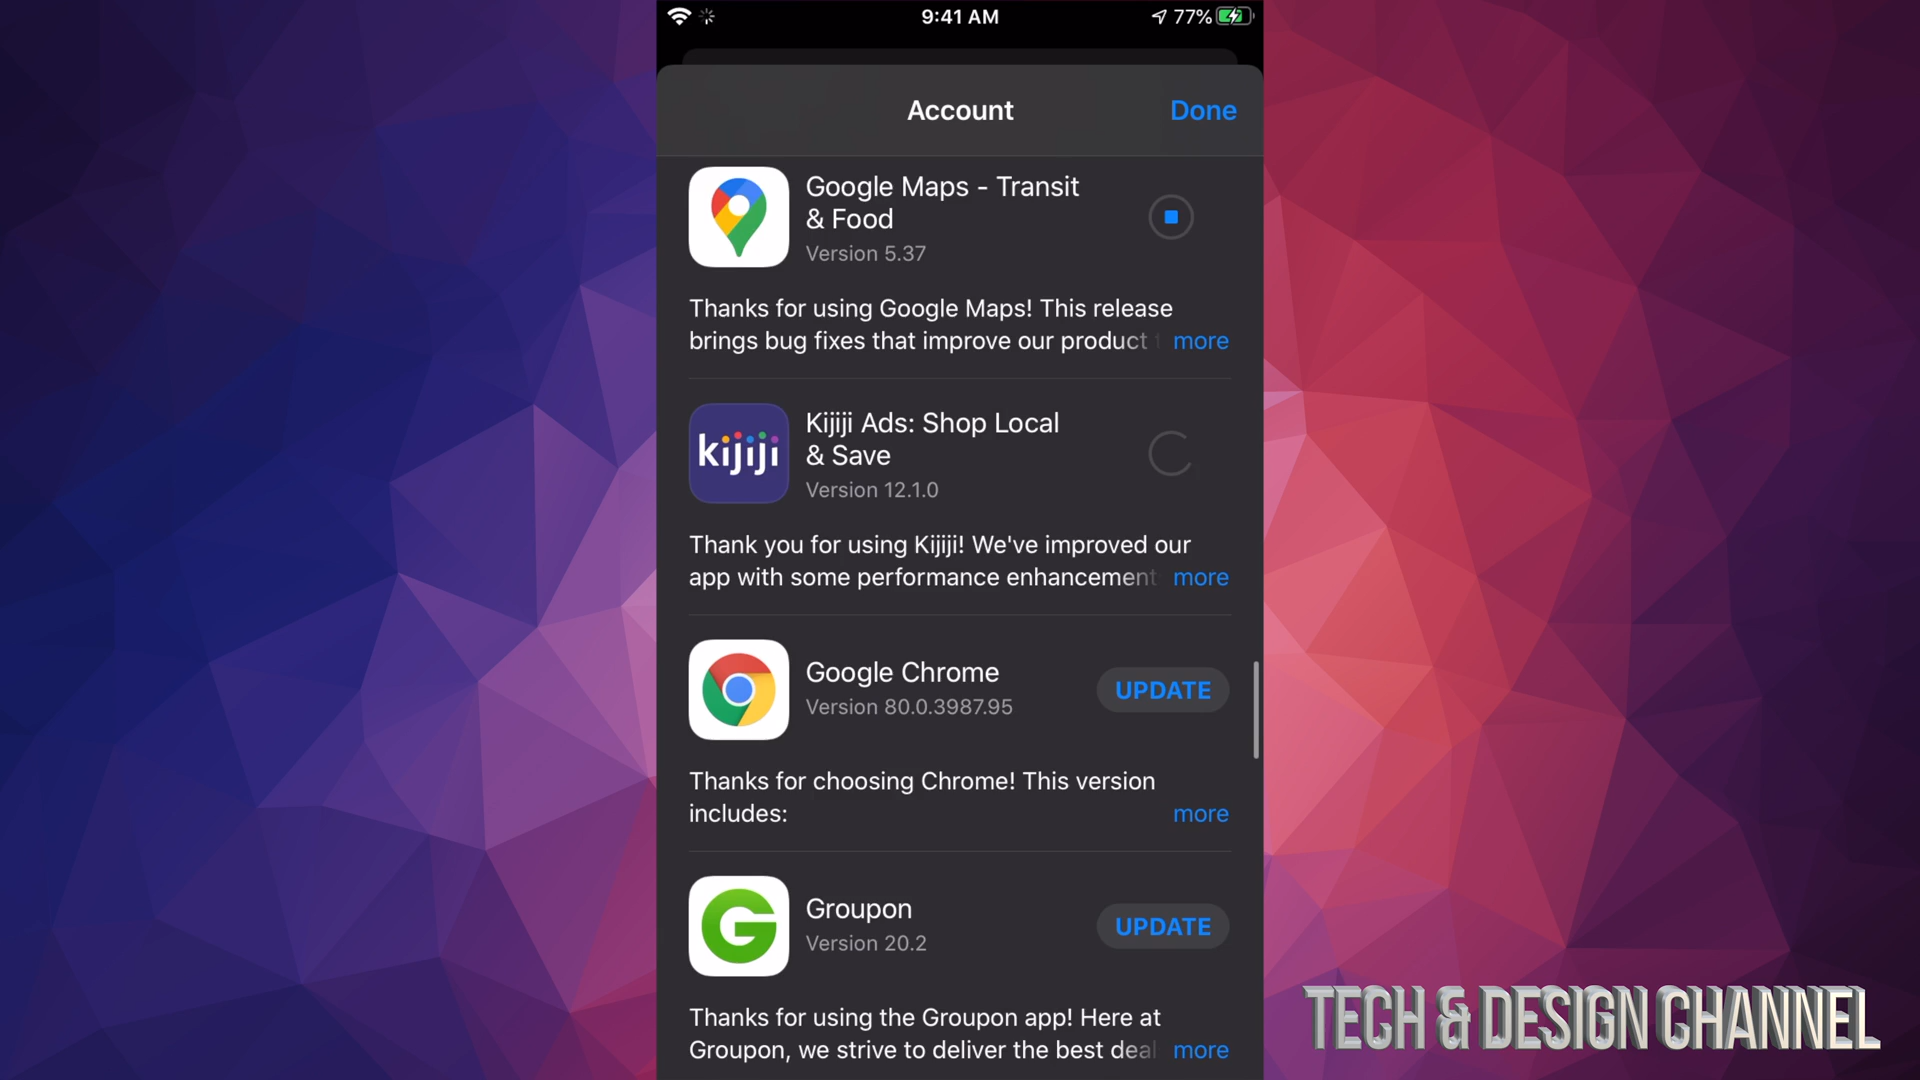 9:41 AM
77%
Account
Done
Google Maps - Transit
& Food
Version 5.37
Thanks for using Google Maps! This release
brings bug fixes that improve our product more
kijiji
Kijiji Ads: Shop Local
& Save
Version 12.1.0
Thank you for using Kijiji! We've improved our
app with some performance enhancement more
Google Chrome
Version 80.0.3987.95
UPDATE
Thanks for choosing Chrome! This version
includes: more
G
Groupon
Version 20.2
UPDATE
Thanks for using the Groupon app! Here at
Groupon, we strive to deliver the best deal more
TECH & DESIGN CHANNEL